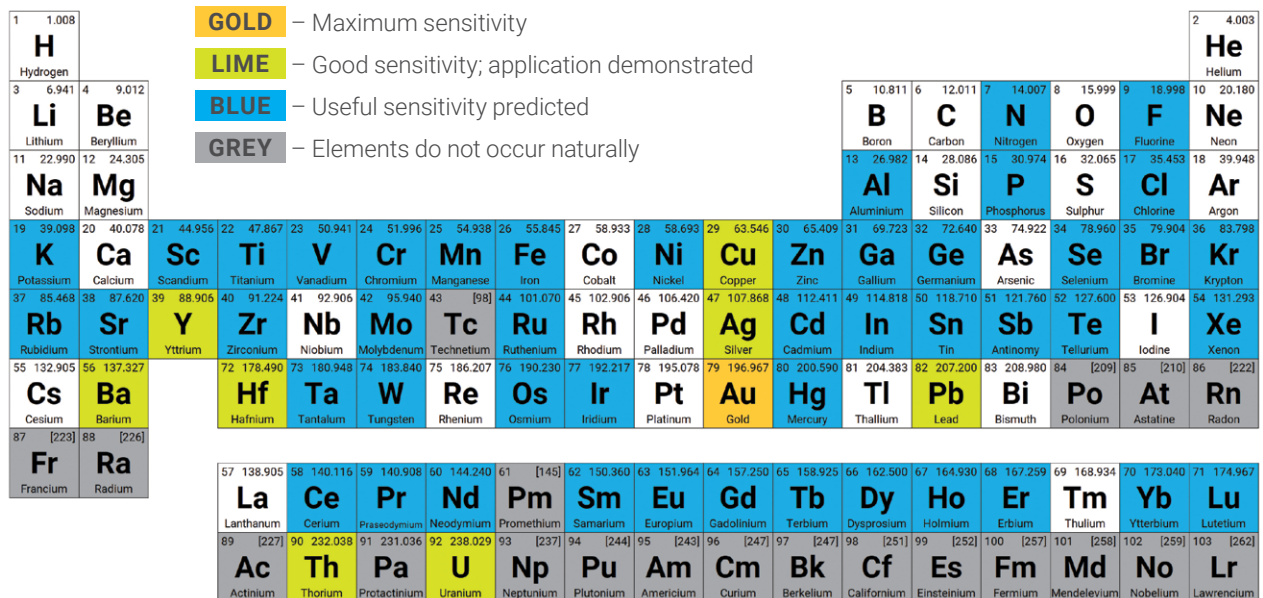 GOLD – Maximum sensitivity
LIME – Good sensitivity; application demonstrated
BLUE – Useful sensitivity predicted
GREY – Elements do not occur naturally
1 1.008 2 4.003
H He
Hydrogen Helium
3 6.941 4 9.012 5 10.811 6 12.011 7 14.007 8 15.999 9 18.998 10 20.180
Li Be B C N O F Ne
Lithium Beryllium Boron Carbon Nitrogen Oxygen Fluorine Neon
11 22.990 12 24.305 13 26.982 14 28.086 15 30.974 16 32.065 17 35.453 18 39.948
Na Mg Al Si P S Cl Ar
Sodium Magnesium Aluminium Silicon Phosphorus Sulphur Chlorine Argon
19 39.098 20 40.078 21 44.956 22 47.867 23 50.941 24 51.996 25 54.938 26 55.845 27 58.933 28 58.693 29 63.546 30 65.409 31 69.723 32 72.640 33 74.922 34 78.960 35 79.904 36 83.798
K Ca Sc Ti V Cr Mn Fe Co Ni Cu Zn Ga Ge As Se Br Kr
Potassium Calcium Scandium Titanium Vanadium Chromium Manganese Iron Cobalt Nickel Copper Zinc Gallium Germanium Arsenic Selenium Bromine Krypton
37 85.468 38 87.620 39 88.906 40 91.224 41 92.906 42 95.940 43 [98] 44 101.070 45 102.906 46 106.420 47 107.868 48 112.411 49 114.818 50 118.710 51 121.760 52 127.600 53 126.904 54 131.293
Rb Sr Y Zr Nb Mo Tc Ru Rh Pd Ag Cd In Sn Sb Te I Xe
Rubidium Strontium Yttrium Zirconium Niobium Molybdenum Technetium Ruthenium Rhodium Palladium Silver Cadmium Indium Tin Antinomy Tellurium Iodine Xenon
55 132.905 56 137.327 72 178.490 73 180.948 74 183.840 75 186.207 76 190.230 77 192.217 78 195.078 79 196.967 80 200.590 81 204.383 82 207.200 83 208.980 84 [209] 85 [210] 86 [222]
Cs Ba Hf Ta W Re Os Ir Pt Au Hg Tl Pb Bi Po At Rn
Cesium Barium Hafnium Tantalum Tungsten Rhenium Osmium Iridium Platinum Gold Mercury Thallium Lead Bismuth Polonium Astatine Radon
87 [223] 88 [226]
Fr Ra
Francium Radium
57 138.905 58 140.116 59 140.908 60 144.240 61 [145] 62 150.360 63 151.964 64 157.250 65 158.925 66 162.500 67 164.930 68 167.259 69 168.934 70 173.040 71 174.967
La Ce Pr Nd Pm Sm Eu Gd Tb Dy Ho Er Tm Yb Lu
Lanthanum Cerium Praseodymium Neodymium Promethium Samarium Europium Gadolinium Terbium Dysprosium Holmium Erbium Thulium Ytterbium Lutetium
89 [227] 90 232.038 91 231.036 92 238.029 93 [237] 94 [244] 95 [243] 96 [247] 97 [247] 98 [251] 99 [252] 100 [257] 101 [258] 102 [259] 103 [262]
Ac Th Pa U Np Pu Am Cm Bk Cf Es Fm Md No Lr
Actinium Thorium Protactinium Uranium Neptunium Plutonium Americium Curium Berkelium Californium Einsteinium Fermium Mendelevium Nobelium Lawrencium